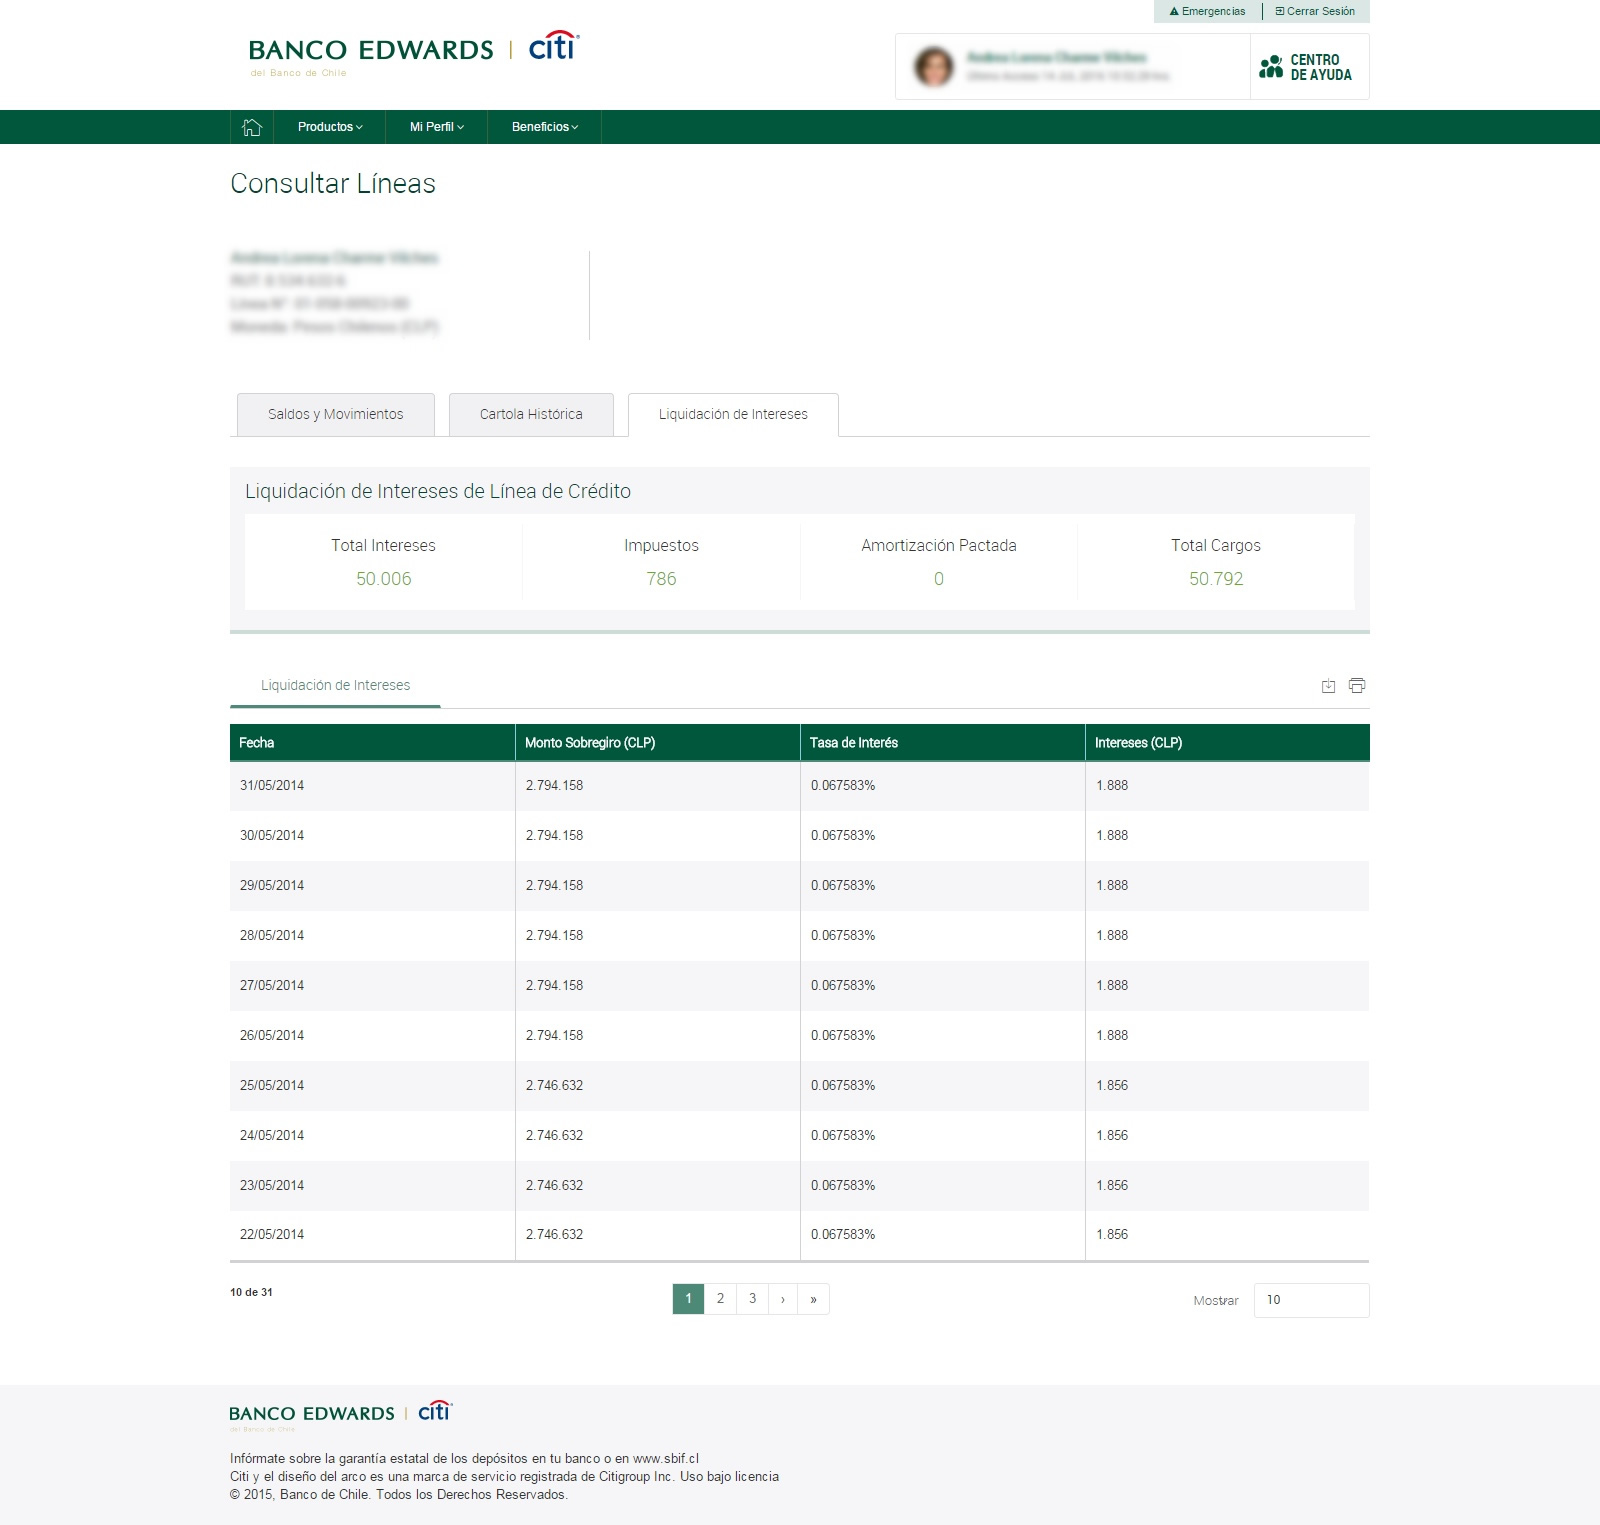 Emergencias
Cerrar Sesión
BANCO EDWARDS | citi
del Banco de Chile
CENTRO
DE AYUDA
Productos
Mi Perfil
Beneficios
Consultar Líneas
Saldos y Movimientos
Cartola Histórica
Liquidación de Intereses
Liquidación de Intereses de Línea de Crédito
Total Intereses
50.006
Impuestos
786
Amortización Pactada
0
Total Cargos
50.792
Liquidación de Intereses
Fecha Monto Sobregiro (CLP) Tasa de Interés Intereses (CLP)
31/05/2014 2.794.158 0.067583% 1.888
30/05/2014 2.794.158 0.067583% 1.888
29/05/2014 2.794.158 0.067583% 1.888
28/05/2014 2.794.158 0.067583% 1.888
27/05/2014 2.794.158 0.067583% 1.888
26/05/2014 2.794.158 0.067583% 1.888
25/05/2014 2.746.632 0.067583% 1.856
24/05/2014 2.746.632 0.067583% 1.856
23/05/2014 2.746.632 0.067583% 1.856
22/05/2014 2.746.632 0.067583% 1.856
10 de 31
1 2 3 › »
Mostrar 10
BANCO EDWARDS | citi
del Banco de Chile
Infórmate sobre la garantía estatal de los depósitos en tu banco o en www.sbif.cl
Citi y el diseño del arco es una marca de servicio registrada de Citigroup Inc. Uso bajo licencia
© 2015, Banco de Chile. Todos los Derechos Reservados.